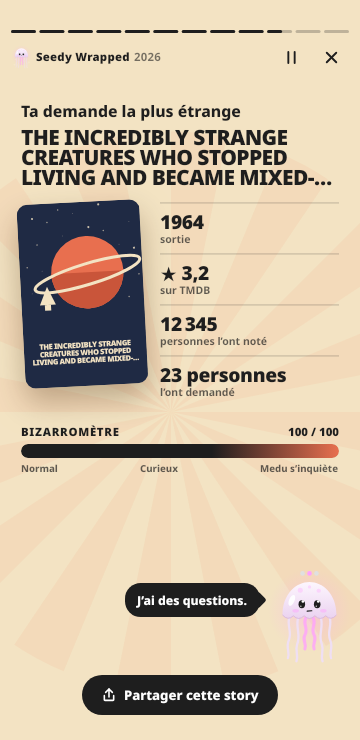 Seedy Wrapped 2026
Ta demande la plus étrange
THE INCREDIBLY STRANGE
CREATURES WHO STOPPED
LIVING AND BECAME MIXED-...
THE INCREDIBLY STRANGE
CREATURES WHO STOPPED
LIVING AND BECAME MIXED-...
1964
sortie
★ 3,2
sur TMDB
12 345
personnes l’ont noté
23 personnes
l’ont demandé
BIZARROMÈTRE 100 / 100
Normal Curieux Medu s’inquiète
J’ai des questions.
Partager cette story